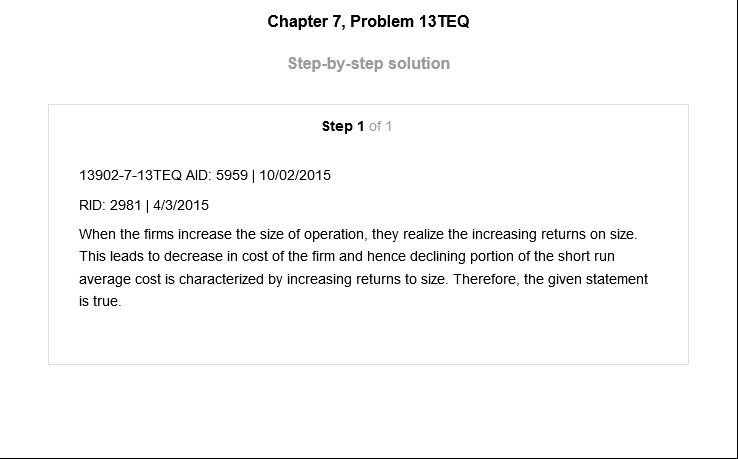 Chapter 7, Problem 13TEQ
Step-by-step solution
Step 1 of 1
13902-7-13TEQ AID: 5959 | 10/02/2015
RID: 2981 | 4/3/2015
When the firms increase the size of operation, they realize the increasing returns on size.
This leads to decrease in cost of the firm and hence declining portion of the short run
average cost is characterized by increasing returns to size. Therefore, the given statement
is true.